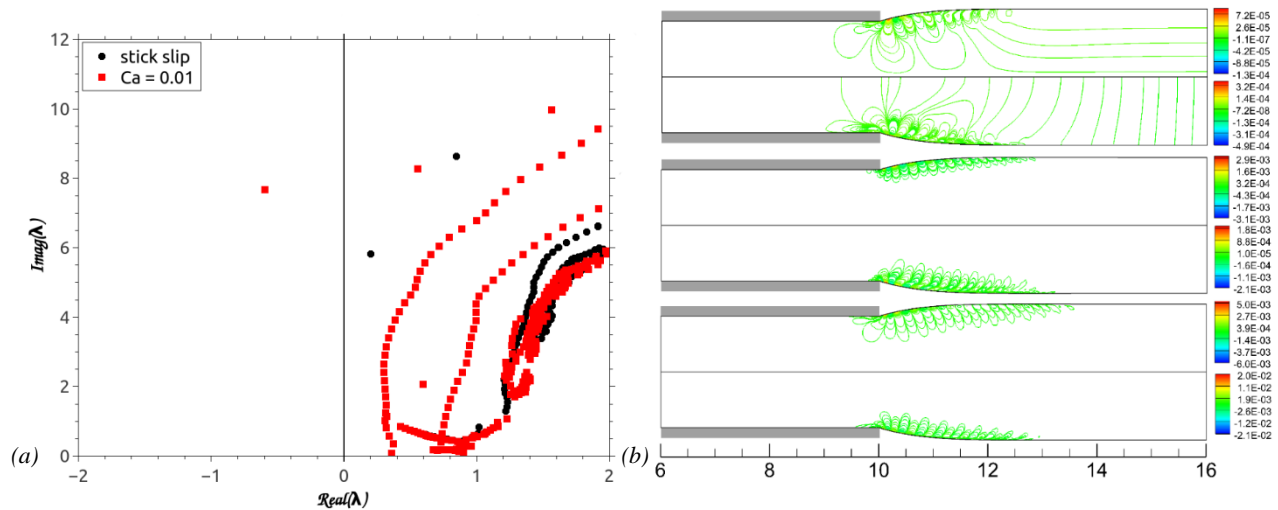 12
10
8
6
4
2
0
stick slip
Ca = 0.01
Imag(λ)
-2
-1
0
1
2
Real(λ)
(a)
7.2E-05
2.6E-05
-1.1E-07
-4.2E-05
-8.8E-05
-1.3E-04
3.2E-04
1.4E-04
-7.2E-08
-1.3E-04
-3.1E-04
-4.9E-04
2.9E-03
1.6E-03
3.2E-04
-4.2E-04
-1.7E-03
-3.1E-03
1.8E-03
8.8E-04
1.0E-05
-1.6E-04
-1.1E-03
-2.1E-03
5.0E-03
2.7E-03
3.9E-04
-1.4E-03
-3.7E-03
-6.0E-03
2.0E-02
1.1E-02
1.9E-03
-2.6E-03
-1.2E-02
-2.1E-02
(b)
6
8
10
12
14
16